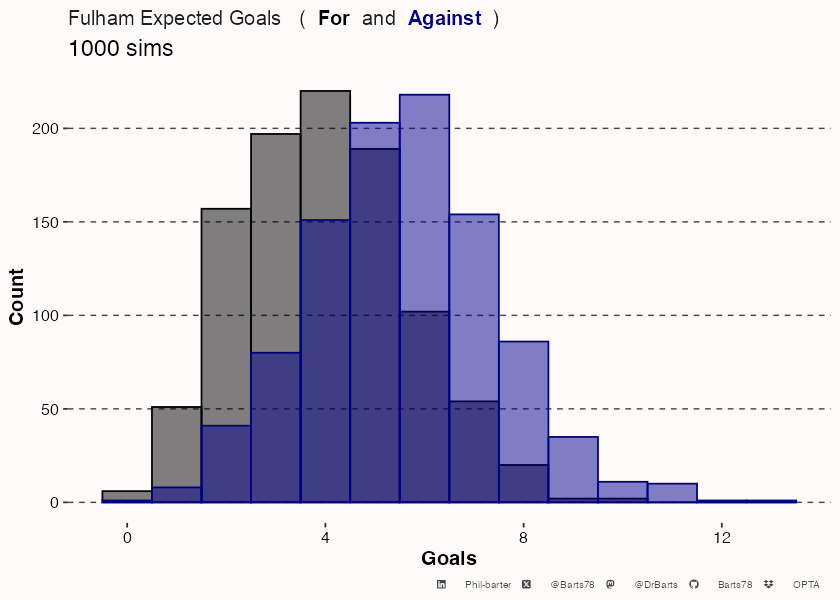 Fulham Expected Goals ( For and Against )
1000 sims
Count
200
150
100
50
0
0 4 8 12
Goals
Phil-barter @Barts78 @DrBarts Barts78 OPTA